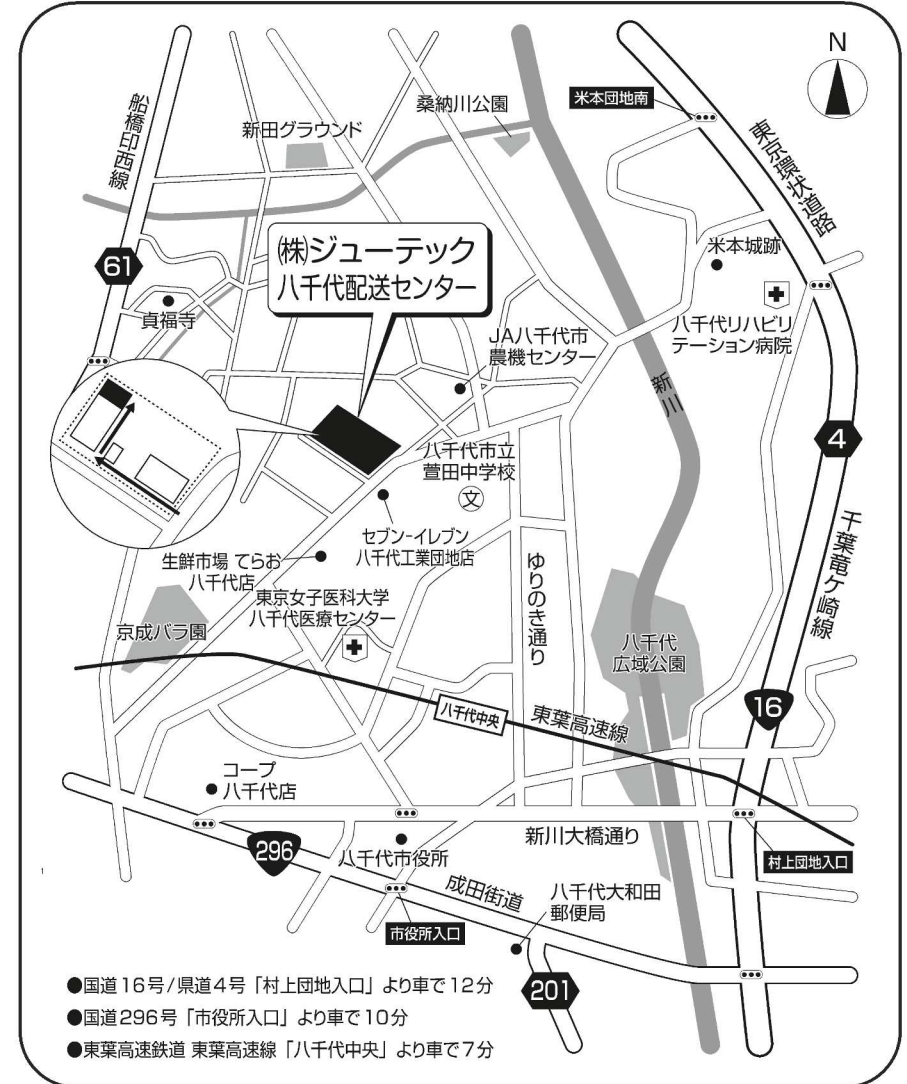 N
船橋印西線
新田グラウンド
桑納川公園
米本団地南
東京環状道路
㈱ジューテック
八千代配送センター
61
貞福寺
米本城跡
八千代リハビリ
テーション病院
JA八千代市
農機センター
新川
4
八千代市立
萱田中学校
文
セブン-イレブン
八千代工業団地店
千葉竜ケ崎線
生鮮市場 てらお
八千代店
東京女子医科大学
八千代医療センター
ゆりのき通り
京成バラ園
八千代
広域公園
16
八千代中央
東葉高速線
コープ
八千代店
296
八千代市役所
新川大橋通り
村上団地入口
成田街道
八千代大和田
郵便局
市役所入口
201
●国道16号/県道4号「村上団地入口」より車で12分
●国道296号「市役所入口」より車で10分
●東葉高速鉄道 東葉高速線「八千代中央」より車で7分